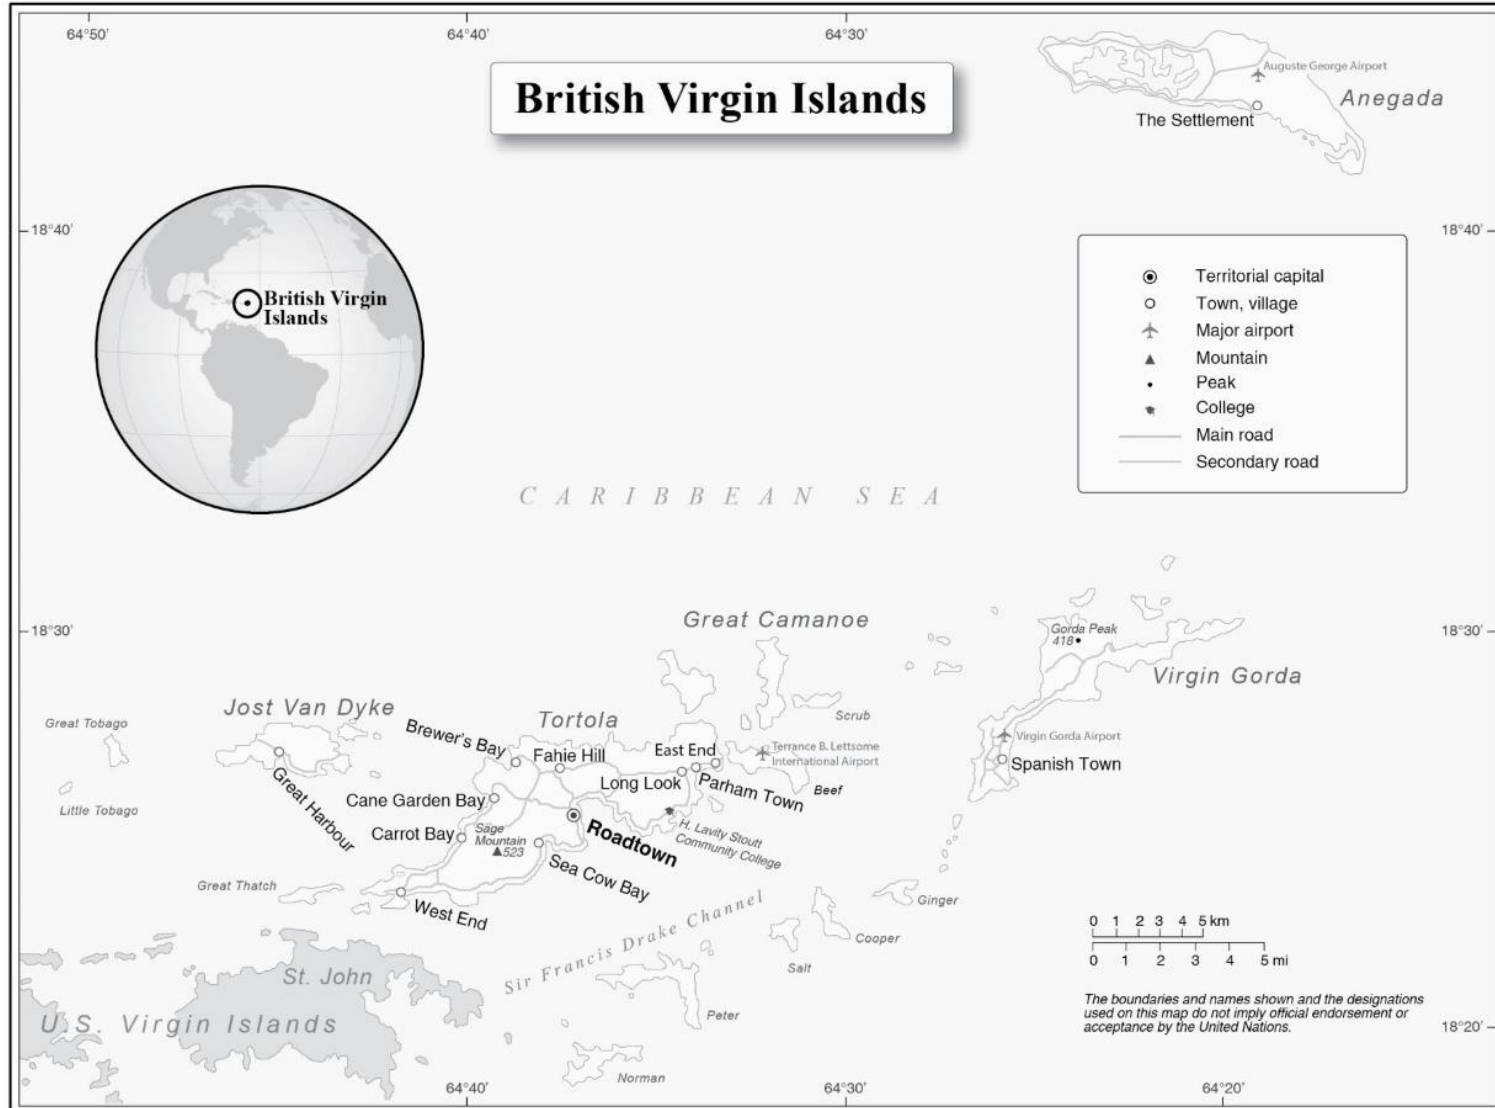 64°50'
64°40'
64°30'
British Virgin Islands
Auguste George Airport
Anegada
The Settlement
18°40'
18°40'
British Virgin
Islands
Territorial capital
Town, village
Major airport
Mountain
Peak
College
Main road
Secondary road
CARIBBEAN SEA
18°30'
18°30'
Great Camanoe
Gorda Peak
418
Virgin Gorda
Jost Van Dyke
Tortola
Scrub
Great Tobago
Brewer's Bay
Fahie Hill
East End
Terrance B. Lettsome
International Airport
Virgin Gorda Airport
Spanish Town
Long Look
Parham Town
Beef
Great Harbour
Little Tobago
Cane Garden Bay
Carrot Bay
Sage
Mountain
523
Roadtown
H. Lavity Stoutt
Community College
Sea Cow Bay
Great Thatch
West End
Ginger
Sir Francis Drake Channel
Cooper
Salt
0 1 2 3 4 5 km
0 1 2 3 4 5 mi
St. John
U.S. Virgin Islands
Peter
The boundaries and names shown and the designations
used on this map do not imply official endorsement or
acceptance by the United Nations.
18°20'
Norman
64°40'
64°30'
64°20'